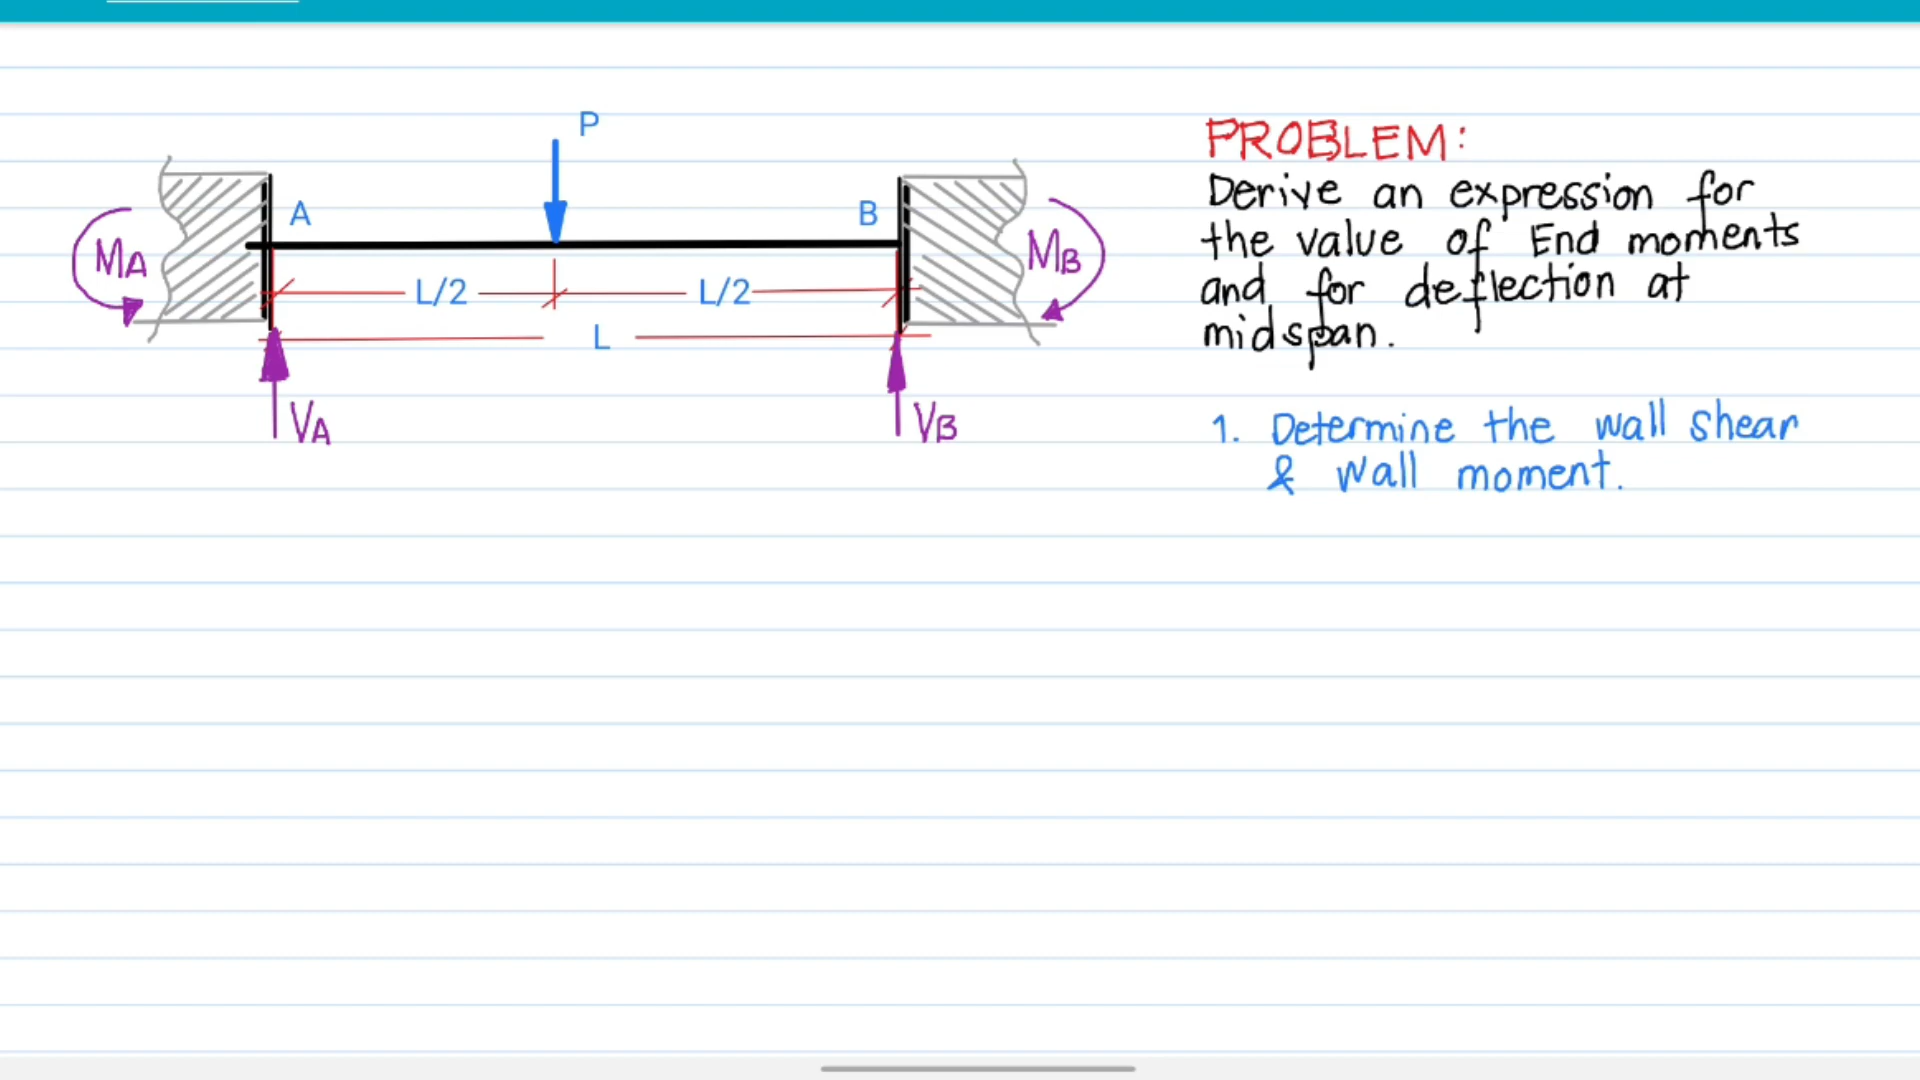 P
A
B
MA
MB
L/2
L/2
L
VA
VB
PROBLEM:
Derive an expression for
the value of End moments
and for deflection at
midspan.
1. Determine the wall shear
& wall moment.